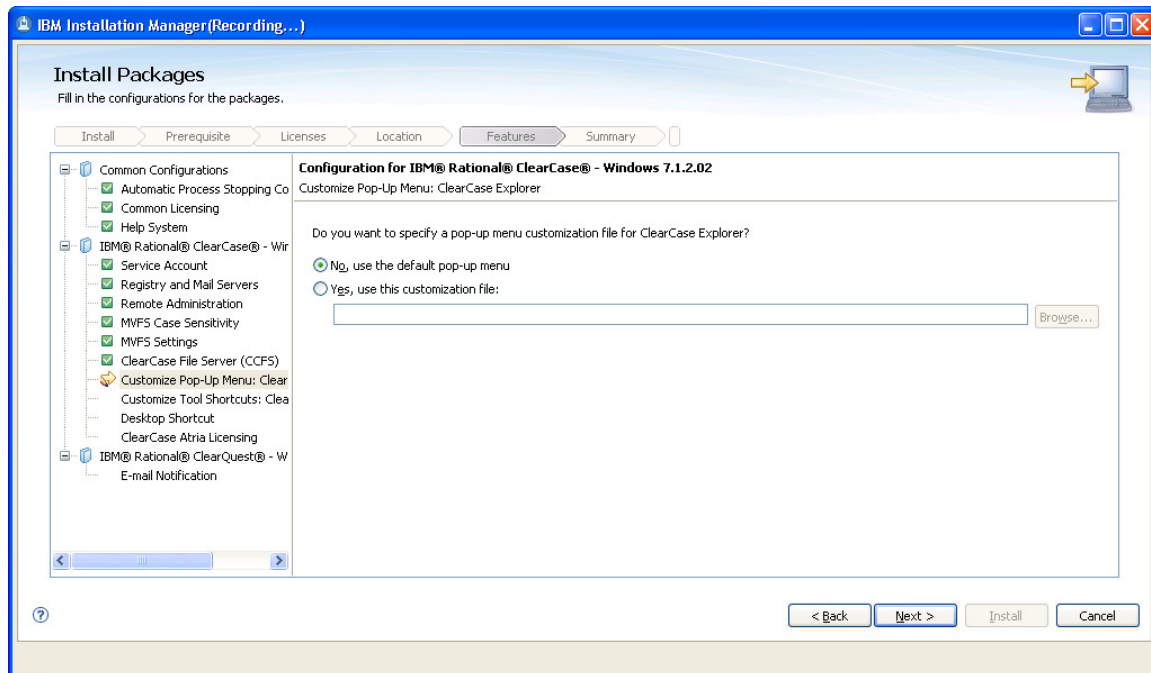 IBM Installation Manager(Recording...)
Install Packages
Fill in the configurations for the packages.
Install Prerequisite Licenses Location Features Summary
Common Configurations
Automatic Process Stopping Co
Common Licensing
Help System
IBM® Rational® ClearCase® - Wir
Service Account
Registry and Mail Servers
Remote Administration
MVFS Case Sensitivity
MVFS Settings
ClearCase File Server (CCFS)
Customize Pop-Up Menu: Clear
Customize Tool Shortcuts: Clea
Desktop Shortcut
ClearCase Atria Licensing
IBM® Rational® ClearQuest® - W
E-mail Notification
Configuration for IBM® Rational® ClearCase® - Windows 7.1.2.02
Customize Pop-Up Menu: ClearCase Explorer
Do you want to specify a pop-up menu customization file for ClearCase Explorer?
No, use the default pop-up menu
Yes, use this customization file:
Browse...
< Back Next > Install Cancel